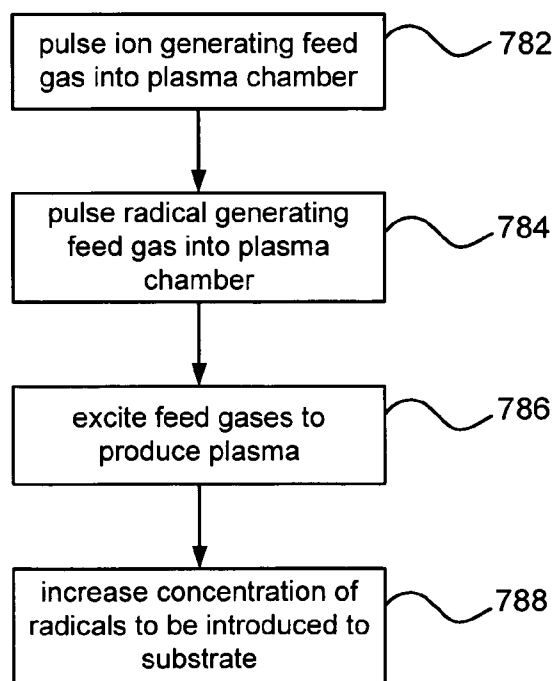 pulse ion generating feed
gas into plasma chamber
782
pulse radical generating
feed gas into plasma
chamber
784
excite feed gases to
produce plasma
786
increase concentration of
radicals to be introduced to
substrate
788